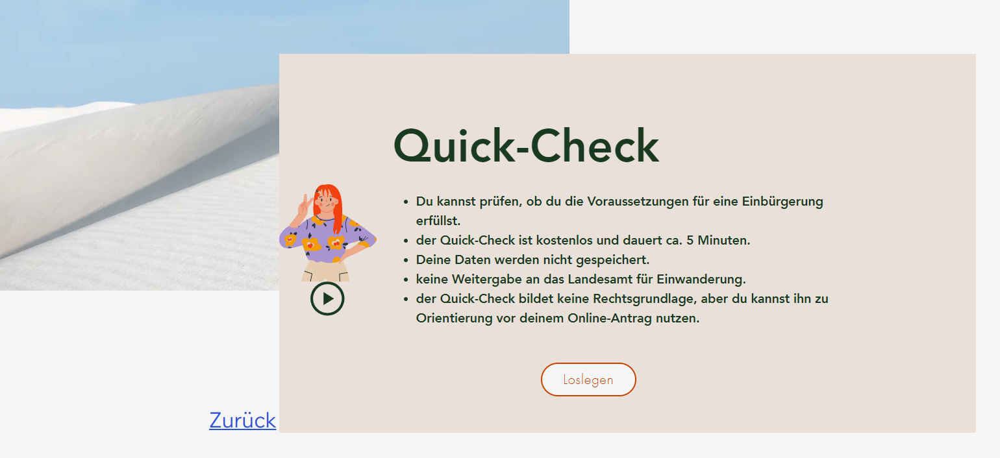 Quick-Check
• Du kannst prüfen, ob du die Voraussetzungen für eine Einbürgerung
erfüllst.
• der Quick-Check ist kostenlos und dauert ca. 5 Minuten.
• Deine Daten werden nicht gespeichert.
• keine Weitergabe an das Landesamt für Einwanderung.
• der Quick-Check bildet keine Rechtsgrundlage, aber du kannst ihn zu
Orientierung vor deinem Online-Antrag nutzen.
Loslegen
Zurück